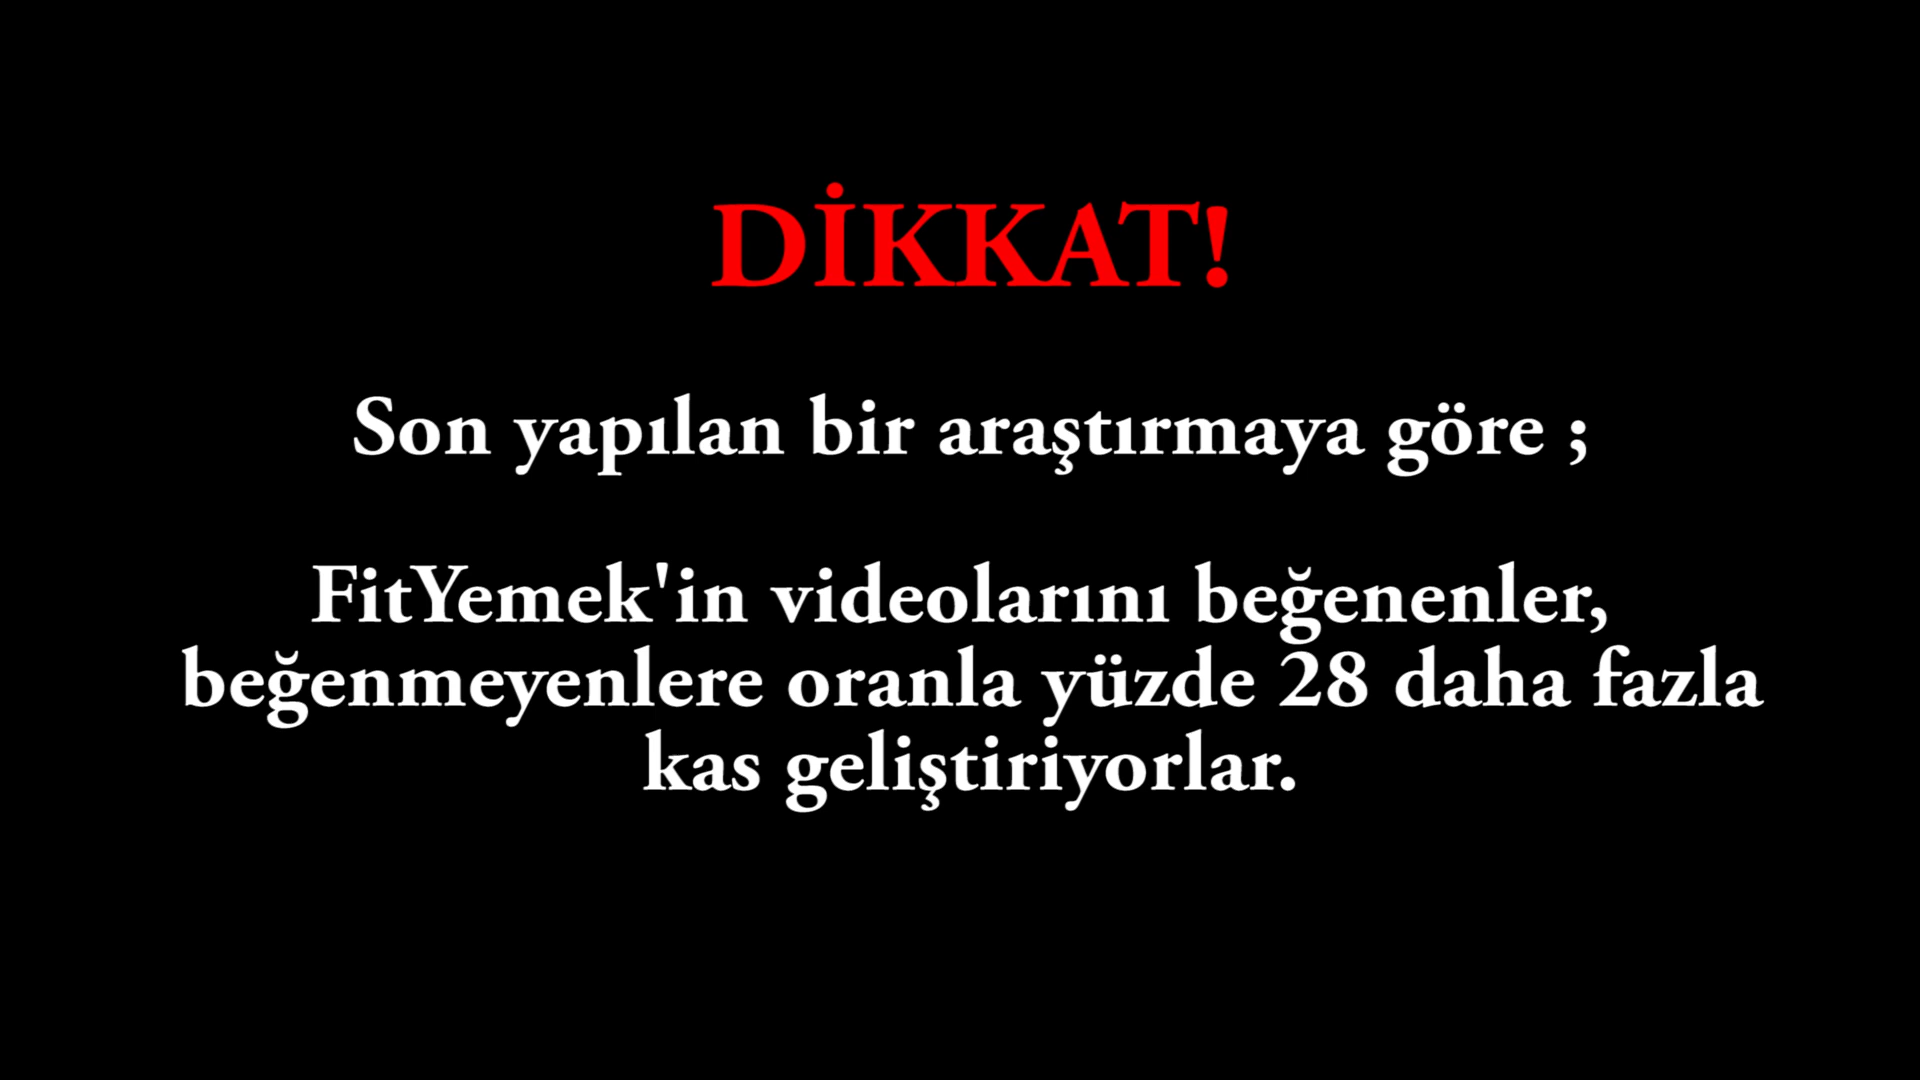 DİKKAT!
Son yapılan bir araştırmaya göre ;
FitYemek'in videolarını beğenenler,
beğenmeyenlere oranla yüzde 28 daha fazla
kas geliştiriyorlar.